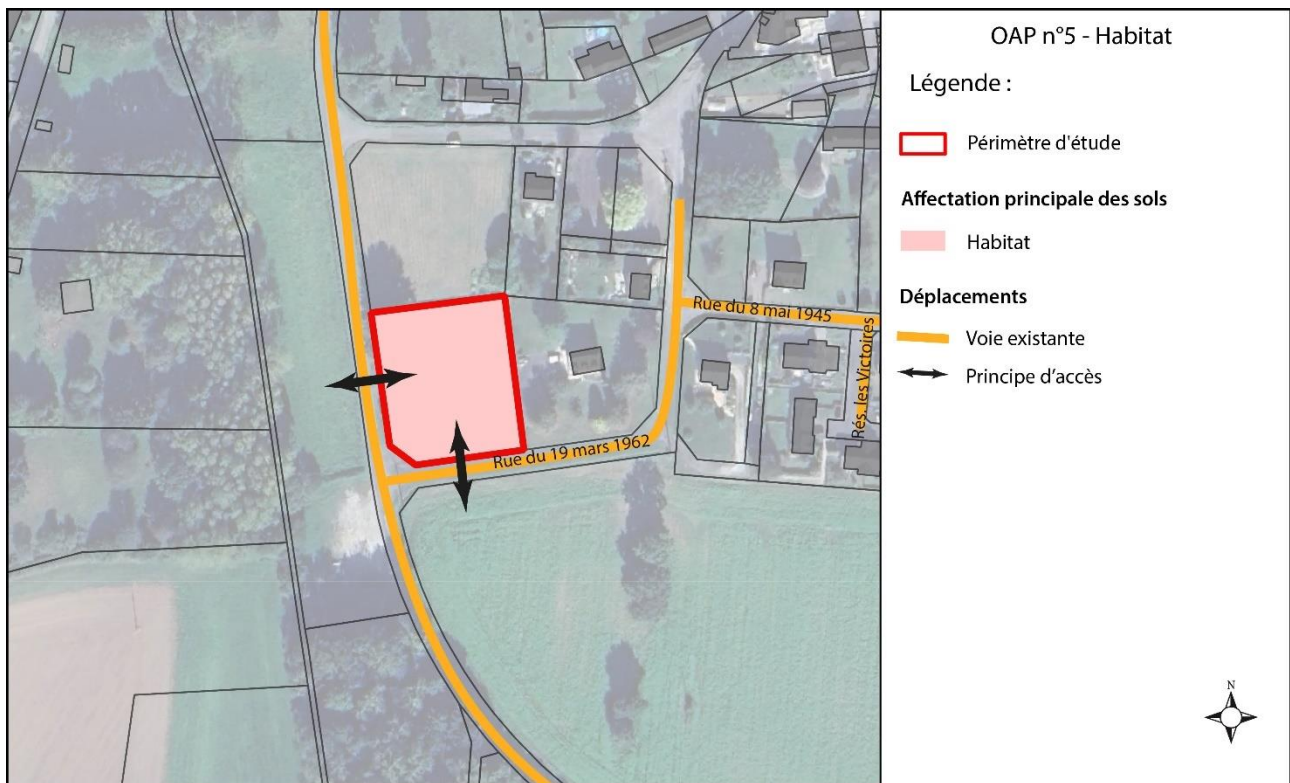 OAP n°5 - Habitat
Légende :
Périmètre d'étude
Affectation principale des sols
Habitat
Déplacements
Voie existante
Principe d’accès
N
Rue du 8 mai 1945
Rés. les Victoires
Rue du 19 mars 1962